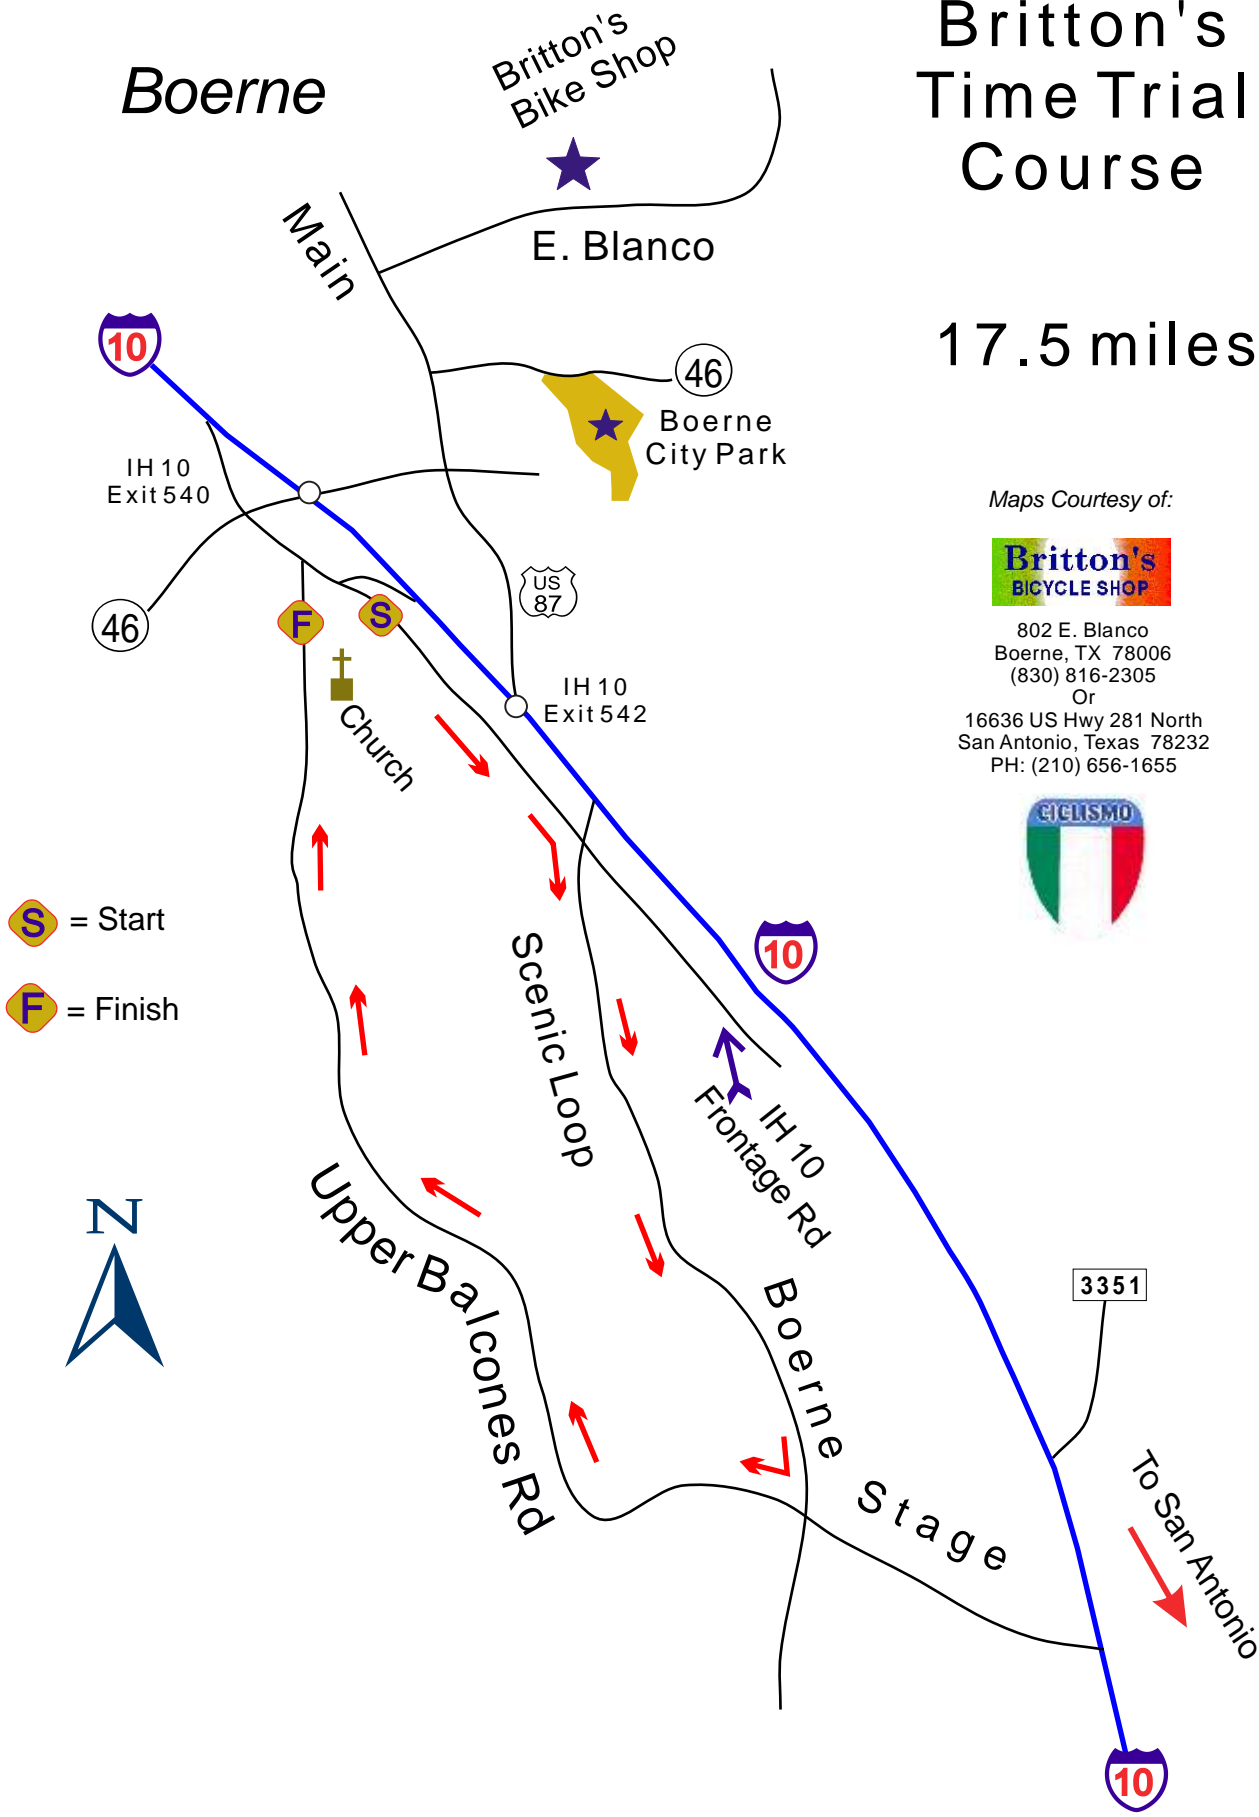 Britton's
Time Trial
Course
Boerne
Britton's
Bike Shop
Main
E. Blanco
17.5 miles
10
46
Boerne
City Park
IH 10
Exit 540
Maps Courtesy of:
Britton's
BICYCLE SHOP
802 E. Blanco
Boerne, TX 78006
(830) 816-2305
Or
16636 US Hwy 281 North
San Antonio, Texas 78232
PH: (210) 656-1655
CICLISMO
US
87
46
F
S
Church
IH 10
Exit 542
S = Start
F = Finish
10
Scenic Loop
IH 10
Frontage Rd
Upper Balcones Rd
N
Boerne Stage
3351
To San Antonio
10